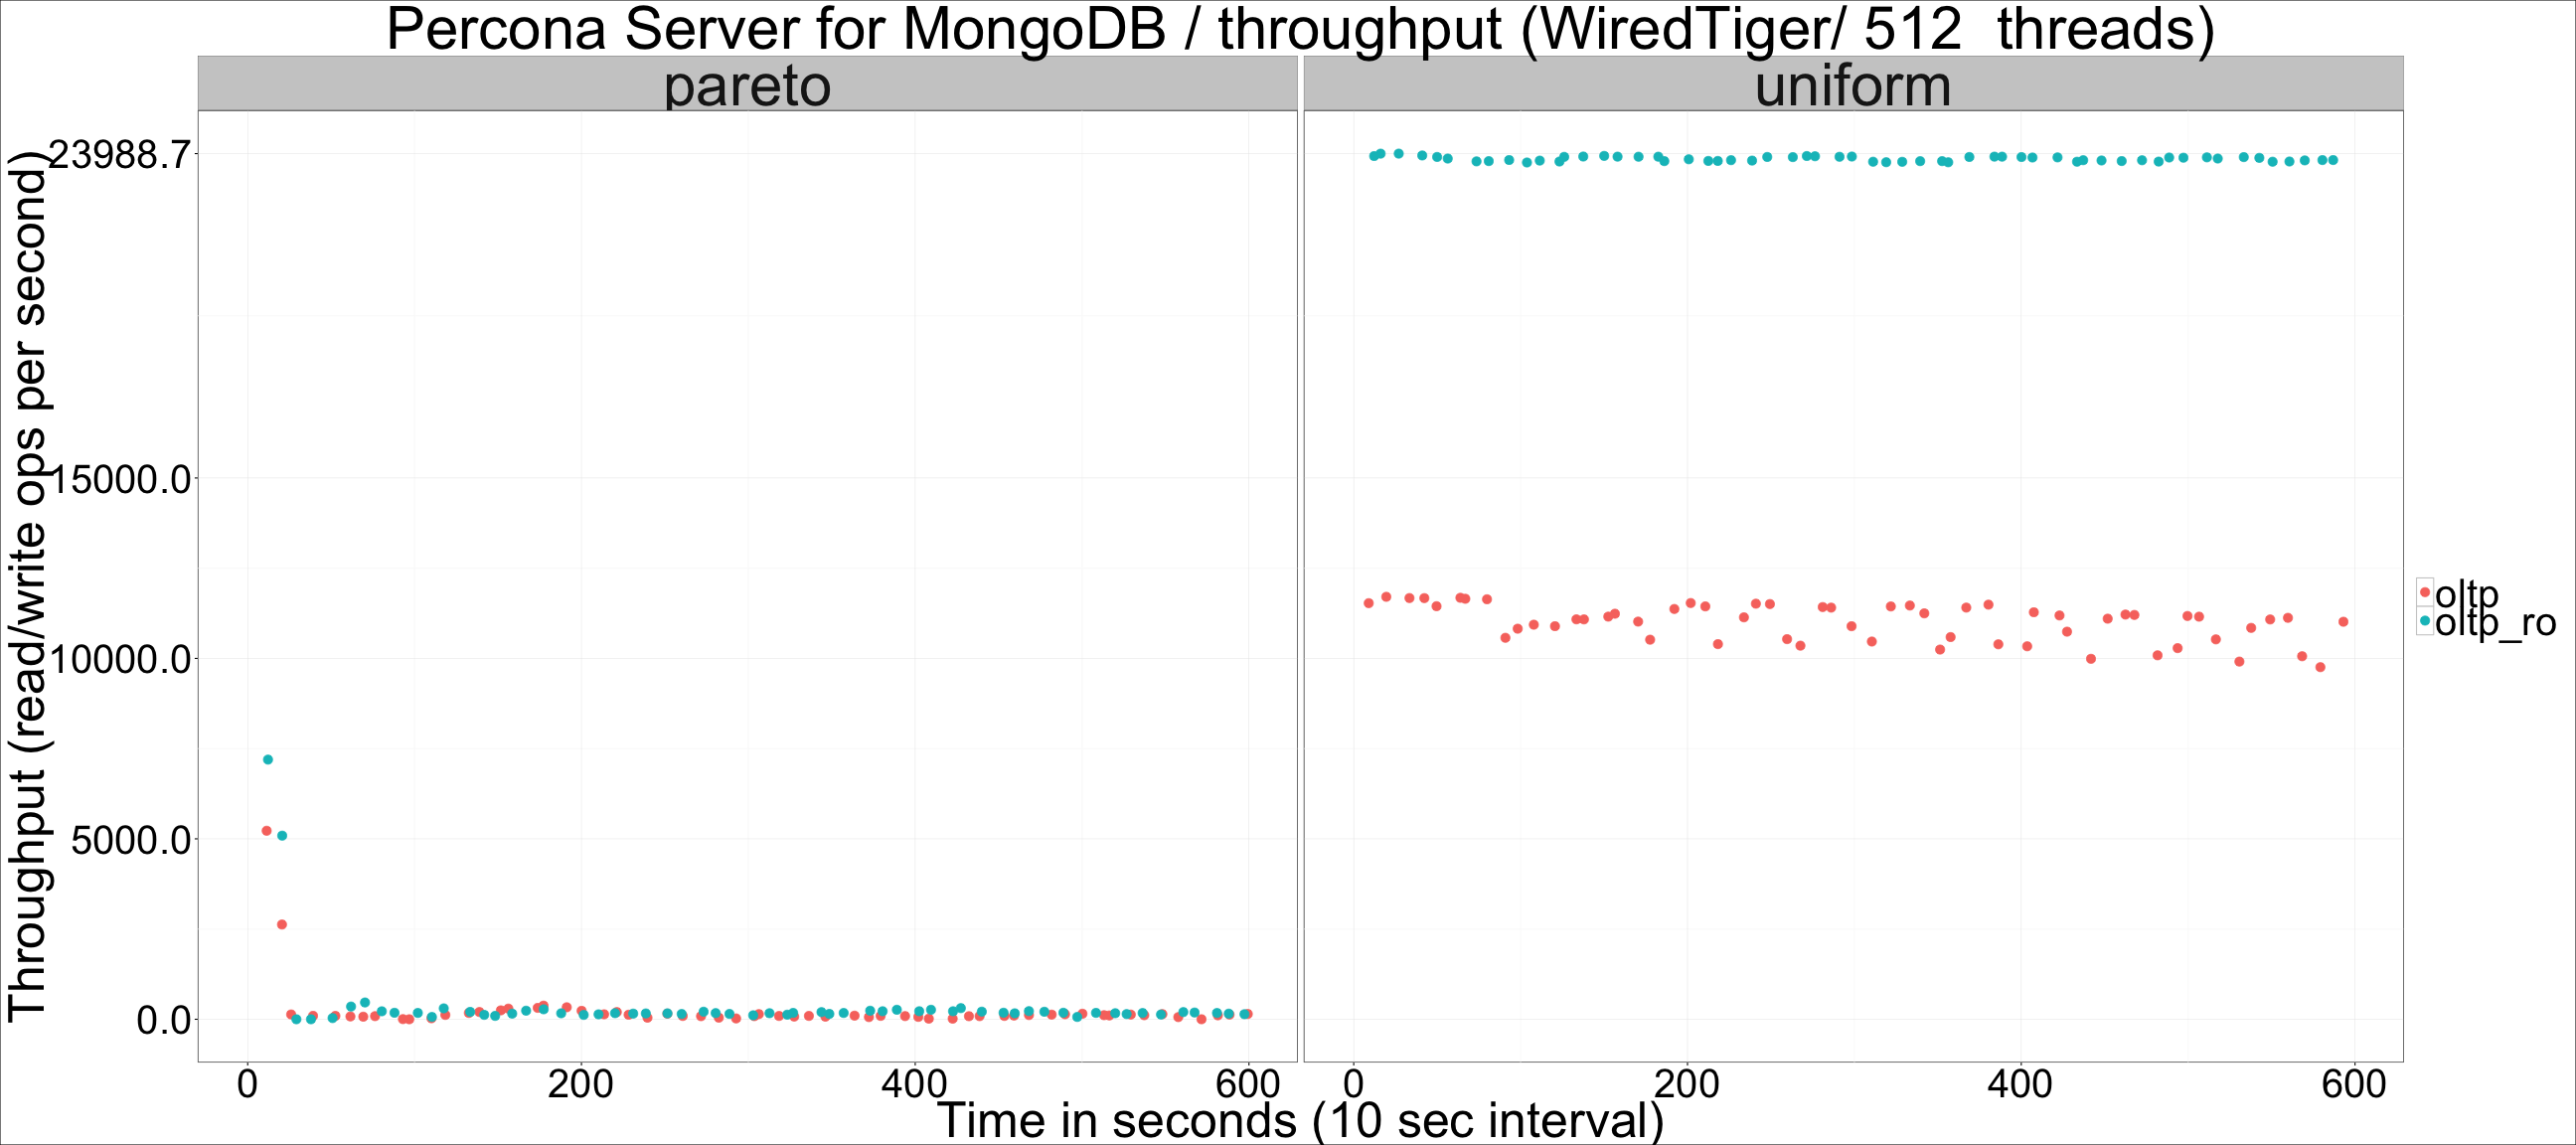 Percona Server for MongoDB / throughput (WiredTiger/ 512  threads)
pareto
uniform
Throughput (read/write ops per second)
23988.7
15000.0
10000.0
5000.0
0.0
0 200 400 600
0 200 400 600
Time in seconds (10 sec interval)
oltp
oltp_ro